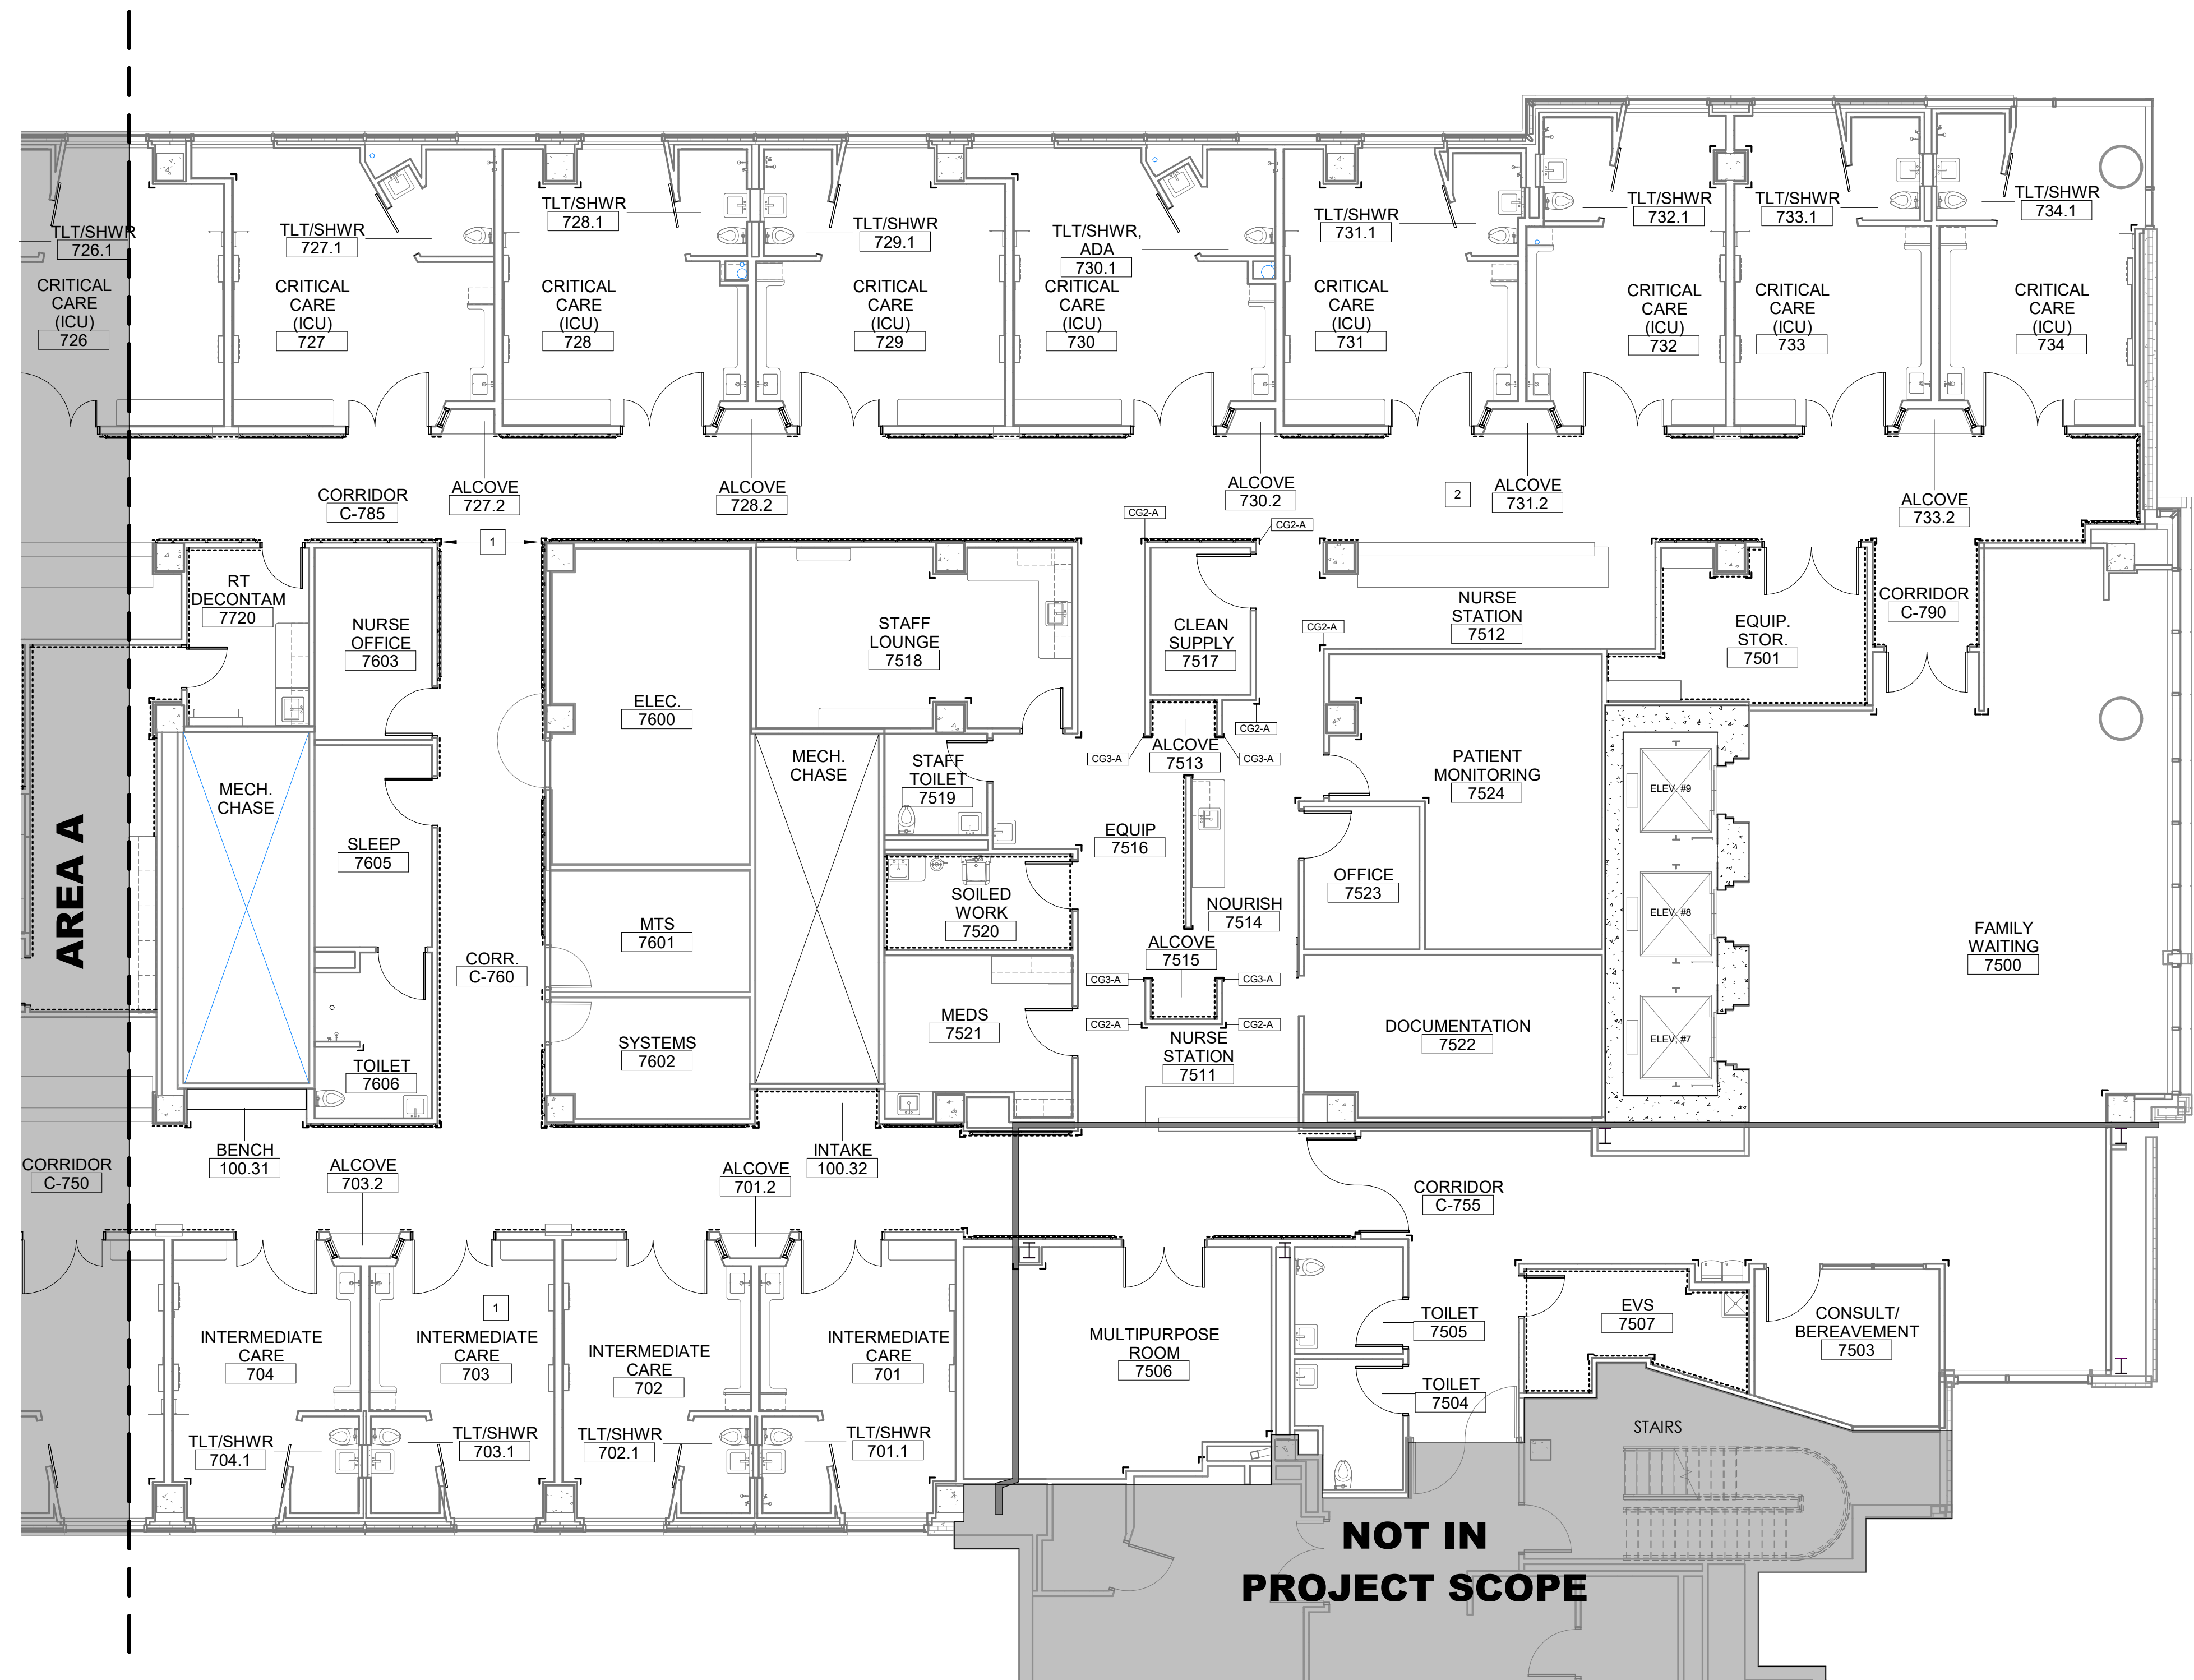 TLT/SHWR
726.1
CRITICAL
CARE
(ICU)
726
TLT/SHWR
727.1
CRITICAL
CARE
(ICU)
727
TLT/SHWR
728.1
CRITICAL
CARE
(ICU)
728
TLT/SHWR
729.1
CRITICAL
CARE
(ICU)
729
TLT/SHWR,
ADA
730.1
CRITICAL
CARE
(ICU)
730
TLT/SHWR
731.1
CRITICAL
CARE
(ICU)
731
TLT/SHWR
732.1
CRITICAL
CARE
(ICU)
732
TLT/SHWR
733.1
CRITICAL
CARE
(ICU)
733
TLT/SHWR
734.1
CRITICAL
CARE
(ICU)
734
CORRIDOR
C-785
ALCOVE
727.2
ALCOVE
728.2
ALCOVE
730.2
2
ALCOVE
731.2
ALCOVE
733.2
1
CG2-A
CG2-A
RT
DECONTAM
7720
NURSE
OFFICE
7603
ELEC.
7600
STAFF
LOUNGE
7518
CLEAN
SUPPLY
7517
CG2-A
NURSE
STATION
7512
EQUIP.
STOR.
7501
CORRIDOR
C-790
MECH.
CHASE
MECH.
CHASE
STAFF
TOILET
7519
CG2-A
CG3-A
ALCOVE
7513
CG3-A
PATIENT
MONITORING
7524
ELEV. #9
AREA A
SLEEP
7605
EQUIP
7516
SOILED
WORK
7520
NOURISH
7514
OFFICE
7523
ELEV. #8
MTS
7601
CORR.
C-760
ALCOVE
7515
CG3-A
CG3-A
FAMILY
WAITING
7500
SYSTEMS
7602
MEDS
7521
CG2-A
CG2-A
NURSE
STATION
7511
DOCUMENTATION
7522
ELEV. #7
TOILET
7606
CORRIDOR
C-750
BENCH
100.31
ALCOVE
703.2
ALCOVE
701.2
INTAKE
100.32
CORRIDOR
C-755
INTERMEDIATE
CARE
704
1
INTERMEDIATE
CARE
703
INTERMEDIATE
CARE
702
INTERMEDIATE
CARE
701
MULTIPURPOSE
ROOM
7506
TOILET
7505
TOILET
7504
EVS
7507
CONSULT/
BEREAVEMENT
7503
TLT/SHWR
704.1
TLT/SHWR
703.1
TLT/SHWR
702.1
TLT/SHWR
701.1
STAIRS
NOT IN
PROJECT SCOPE